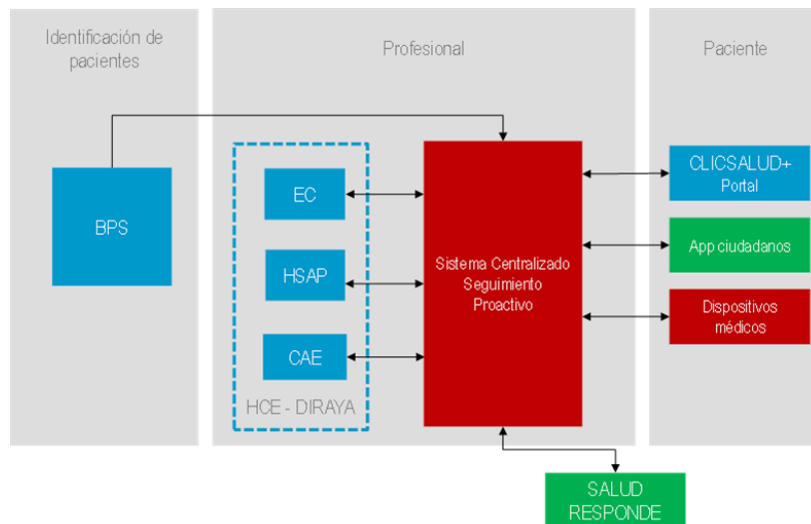 Identificación de
pacientes
Profesional
Paciente
BPS
EC
HSAP
CAE
HCE - DIRAYA
Sistema Centralizado
Seguimiento
Proactivo
CLICSALUD+
Portal
App ciudadanos
Dispositivos
médicos
SALUD
RESPONDE